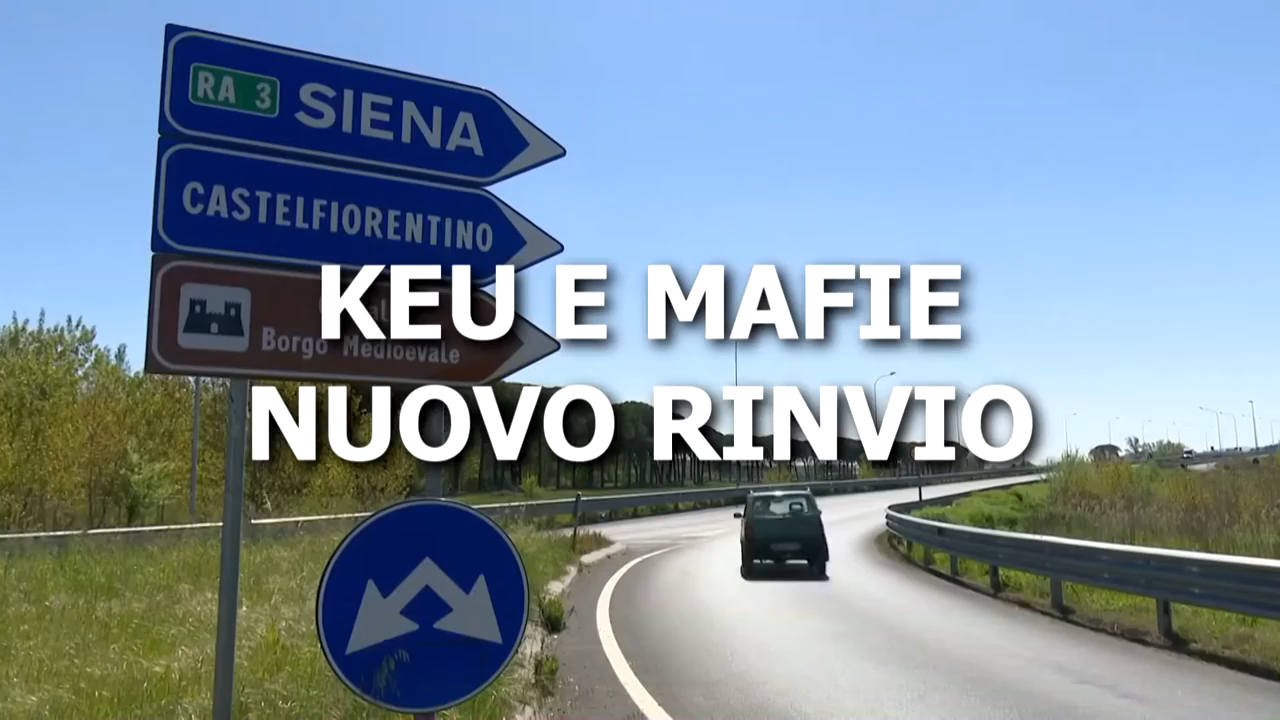 RA 3 SIENA
CASTELFIORENTINO
Borgo Medioevale
KEU E MAFIE
NUOVO RINVIO